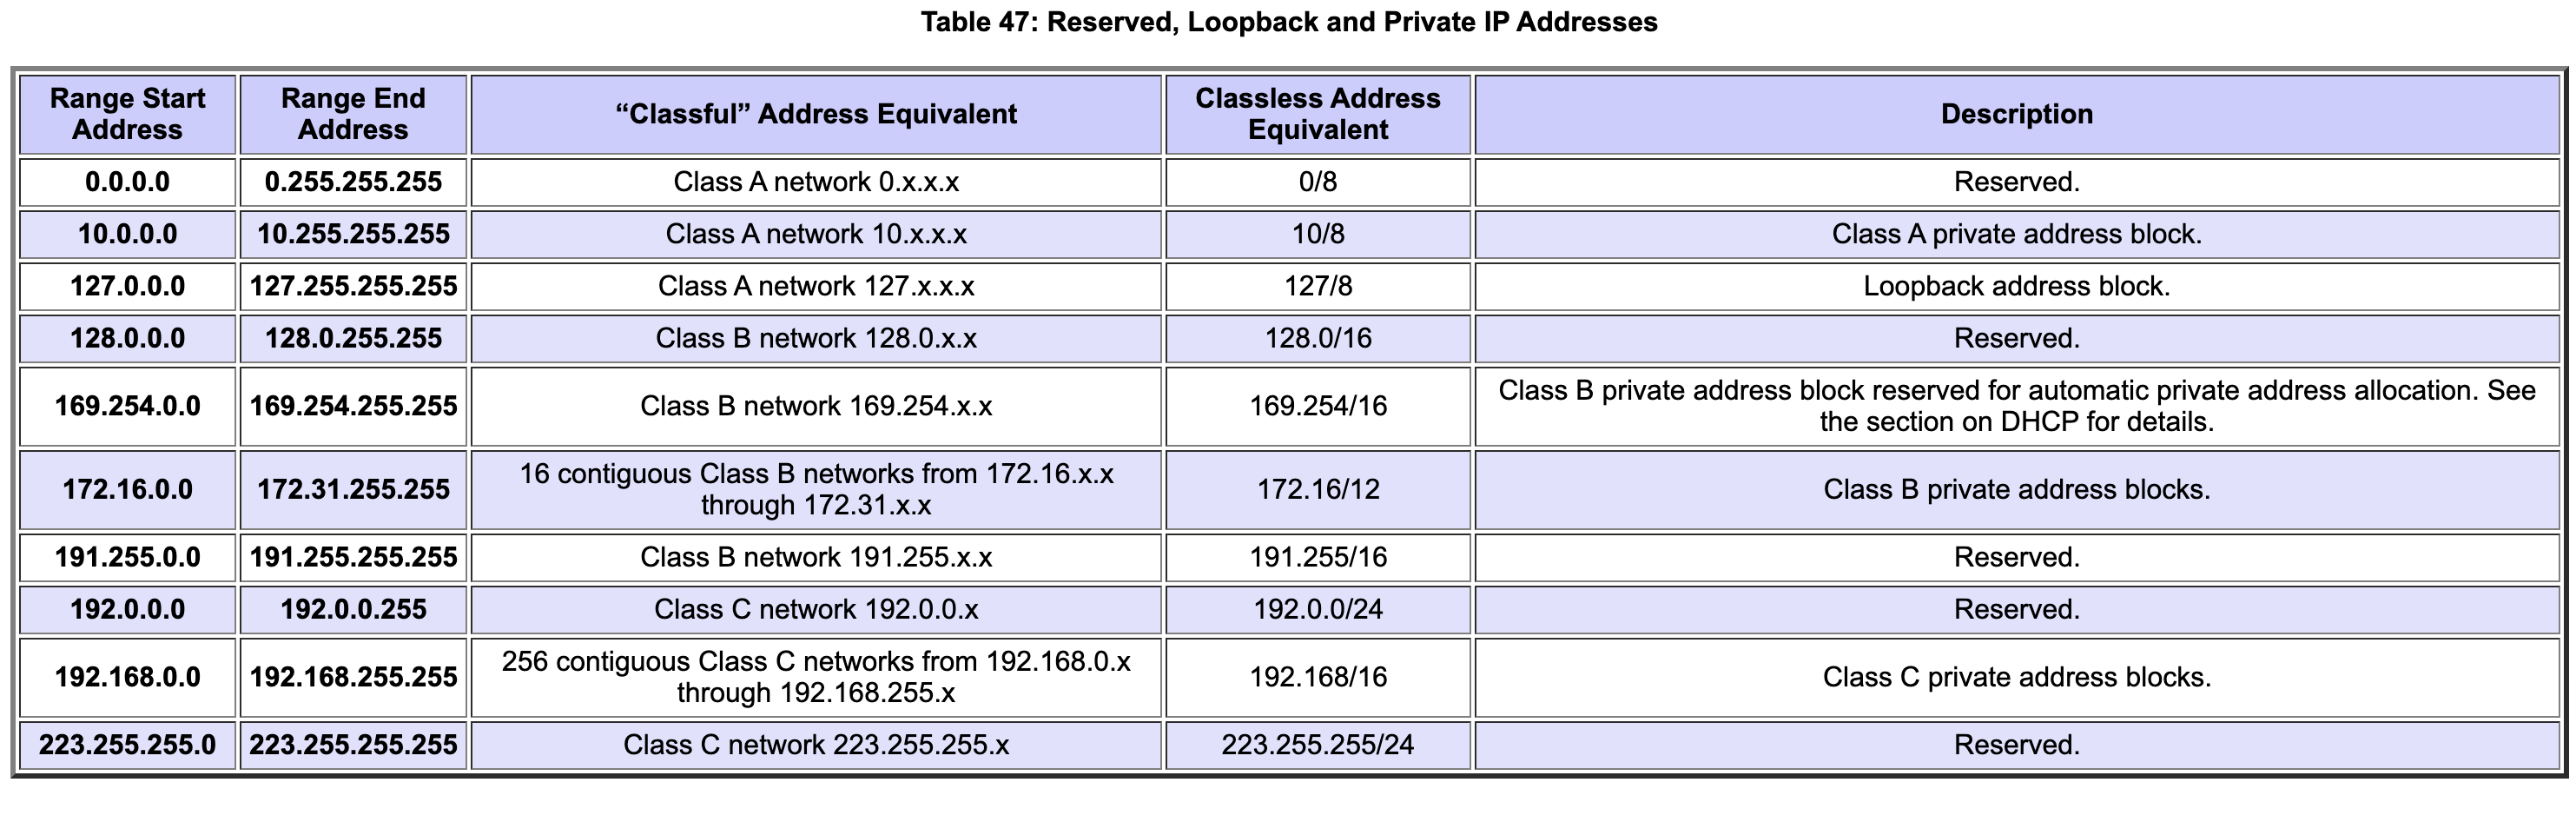 Table 47: Reserved, Loopback and Private IP Addresses
Range Start Address | Range End Address | “Classful” Address Equivalent | Classless Address Equivalent | Description
0.0.0.0 | 0.255.255.255 | Class A network 0.x.x.x | 0/8 | Reserved.
10.0.0.0 | 10.255.255.255 | Class A network 10.x.x.x | 10/8 | Class A private address block.
127.0.0.0 | 127.255.255.255 | Class A network 127.x.x.x | 127/8 | Loopback address block.
128.0.0.0 | 128.0.255.255 | Class B network 128.0.x.x | 128.0/16 | Reserved.
169.254.0.0 | 169.254.255.255 | Class B network 169.254.x.x | 169.254/16 | Class B private address block reserved for automatic private address allocation. See the section on DHCP for details.
172.16.0.0 | 172.31.255.255 | 16 contiguous Class B networks from 172.16.x.x through 172.31.x.x | 172.16/12 | Class B private address blocks.
191.255.0.0 | 191.255.255.255 | Class B network 191.255.x.x | 191.255/16 | Reserved.
192.0.0.0 | 192.0.0.255 | Class C network 192.0.0.x | 192.0.0/24 | Reserved.
192.168.0.0 | 192.168.255.255 | 256 contiguous Class C networks from 192.168.0.x through 192.168.255.x | 192.168/16 | Class C private address blocks.
223.255.255.0 | 223.255.255.255 | Class C network 223.255.255.x | 223.255.255/24 | Reserved.